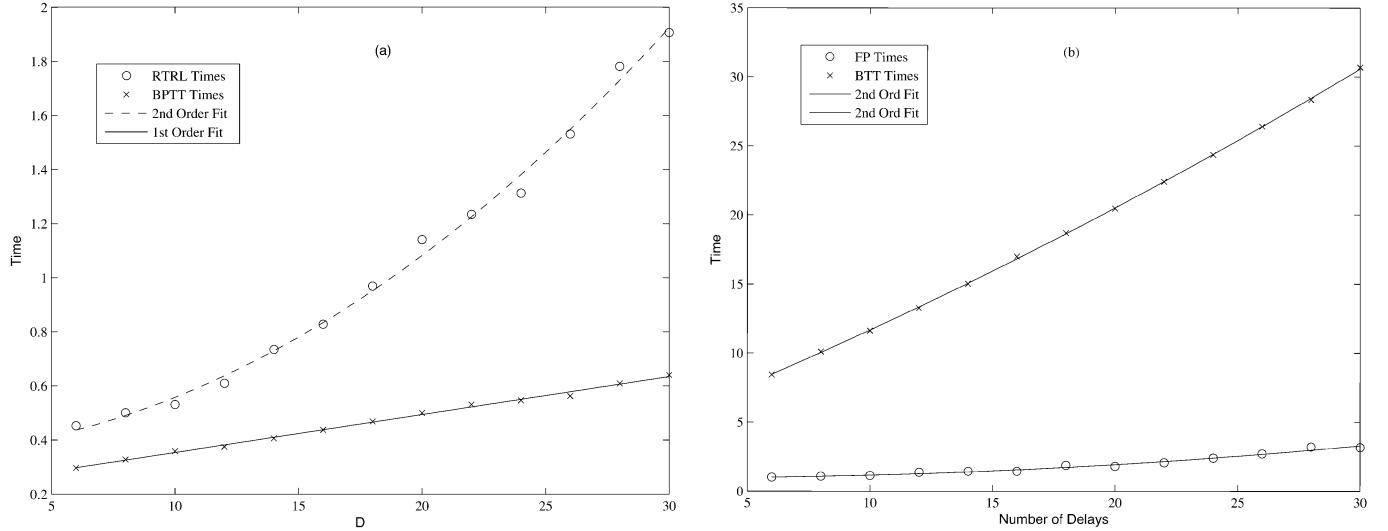 (a)
RTRL Times
BPTT Times
2nd Order Fit
1st Order Fit
2
1.8
1.6
1.4
1.2
1
0.8
0.6
0.4
0.2
Time
5 10 15 20 25 30
D
(b)
FP Times
BTT Times
2nd Ord Fit
2nd Ord Fit
35
30
25
20
15
10
5
0
Time
5 10 15 20 25 30
Number of Delays